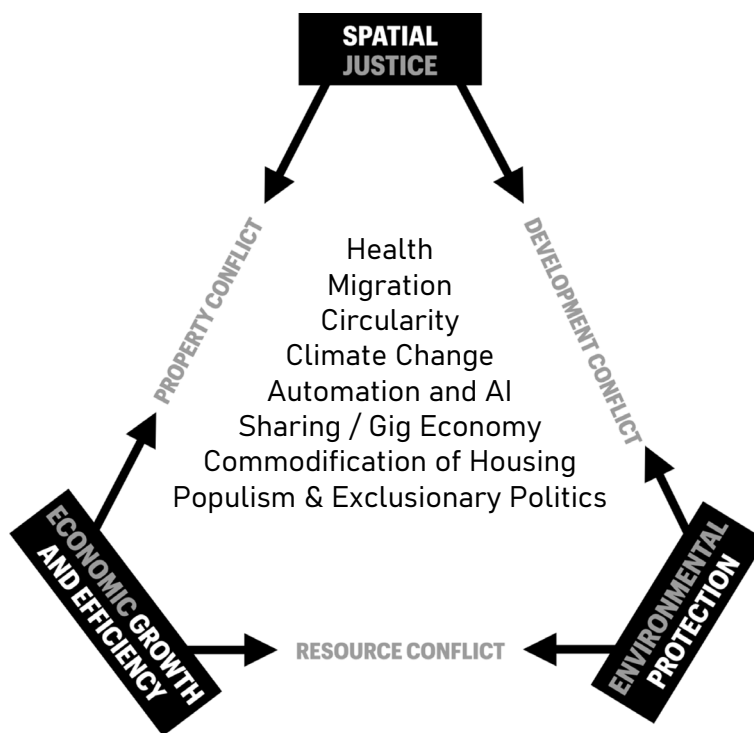 SPATIAL
JUSTICE
PROPERTY CONFLICT
DEVELOPMENT CONFLICT
Health
Migration
Circularity
Climate Change
Automation and AI
Sharing / Gig Economy
Commodification of Housing
Populism & Exclusionary Politics
ECONOMIC GROWTH
AND EFFICIENCY
RESOURCE CONFLICT
ENVIRONMENTAL
PROTECTION